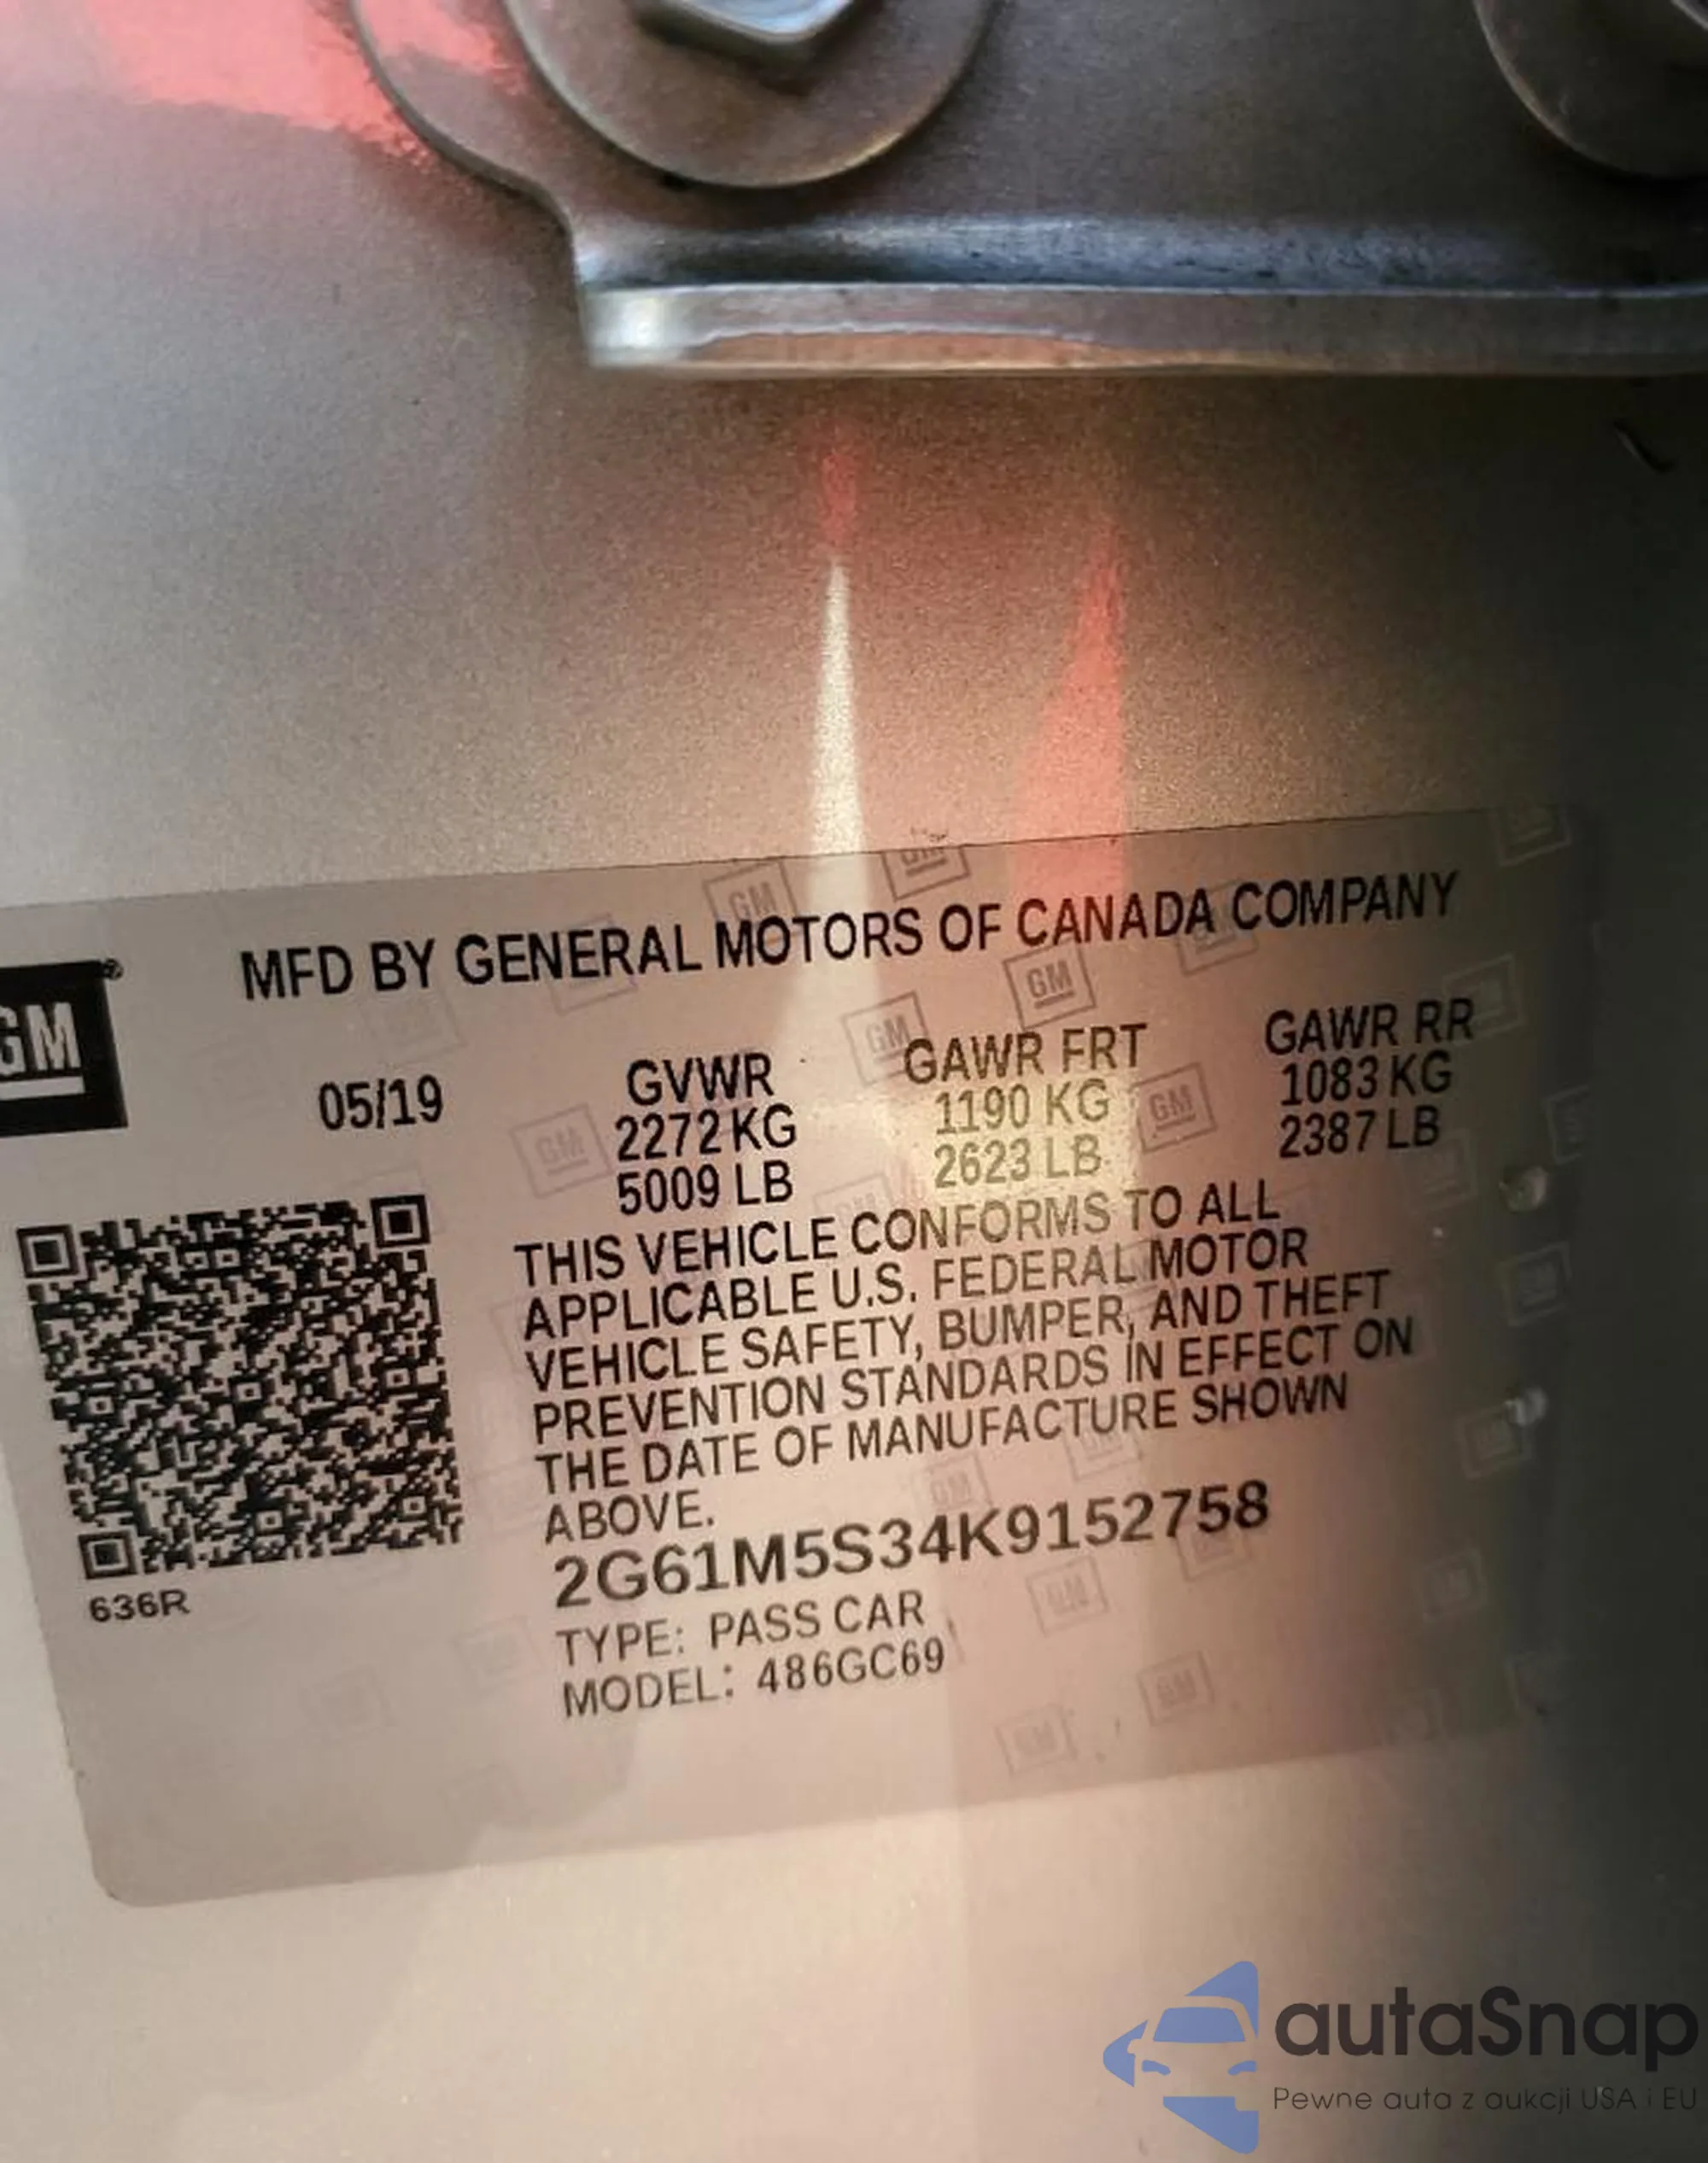 MFD BY GENERAL MOTORS OF CANADA COMPANY
GM
05/19
GVWR
2272 KG
5009 LB
GAWR FRT
1190 KG
2623 LB
GAWR RR
1083 KG
2387 LB
THIS VEHICLE CONFORMS TO ALL
APPLICABLE U.S. FEDERAL MOTOR
VEHICLE SAFETY, BUMPER, AND THEFT
PREVENTION STANDARDS IN EFFECT ON
THE DATE OF MANUFACTURE SHOWN
ABOVE.
2G61M5S34K9152758
636R
TYPE: PASS CAR
MODEL: 486GC69
autaSnap
Pewne auta z aukcji USA i EU